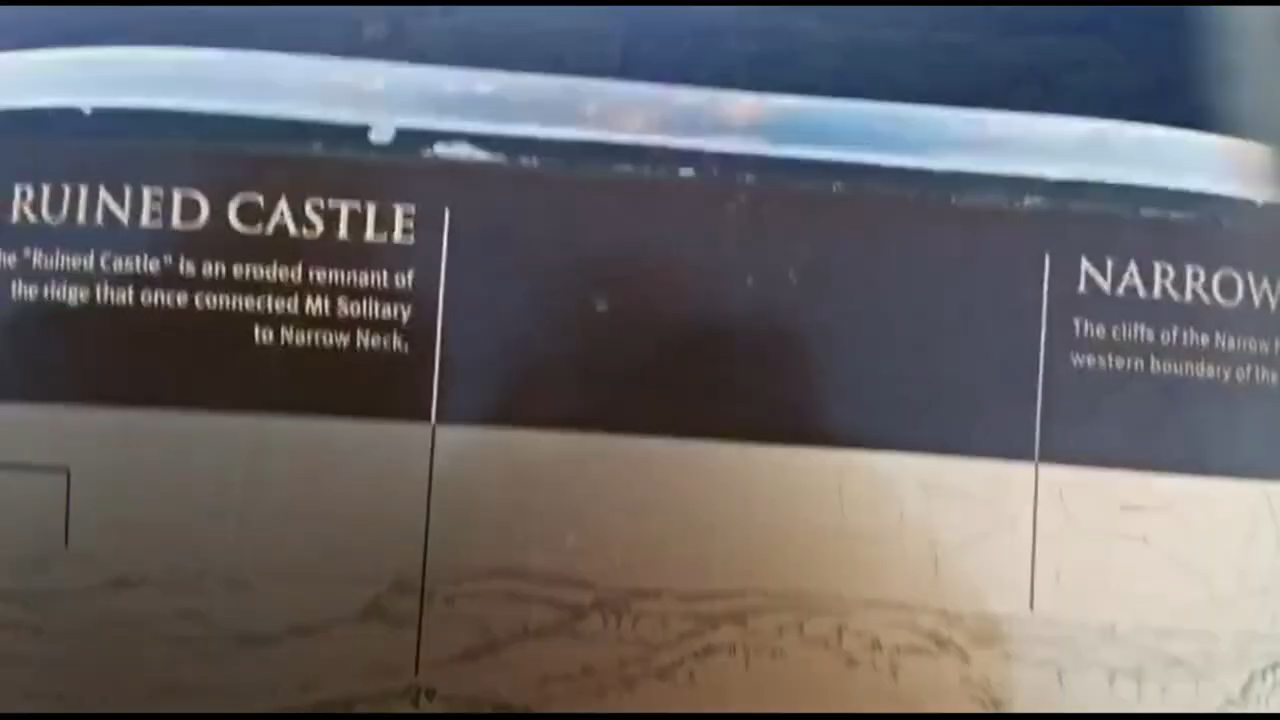 RUINED CASTLE
he "Ruined Castle" is an eroded remnant of
the ridge that once connected Mt Solitary
to Narrow Neck.
NARROW
The cliffs of the Narrow
western boundary of the